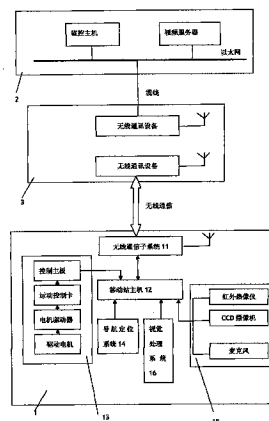 监控主机
视频服务器
以太网
2
缆线
无线通讯设备
无线通讯设备
3
无线通信
无线通信子系统 11
控制主板
移动站主机 12
运动控制卡
电机驱动器
驱动电机
导航定位
系统 14
视觉
处理
系统
16
红外摄像仪
CCD 摄像机
麦克风
1
13